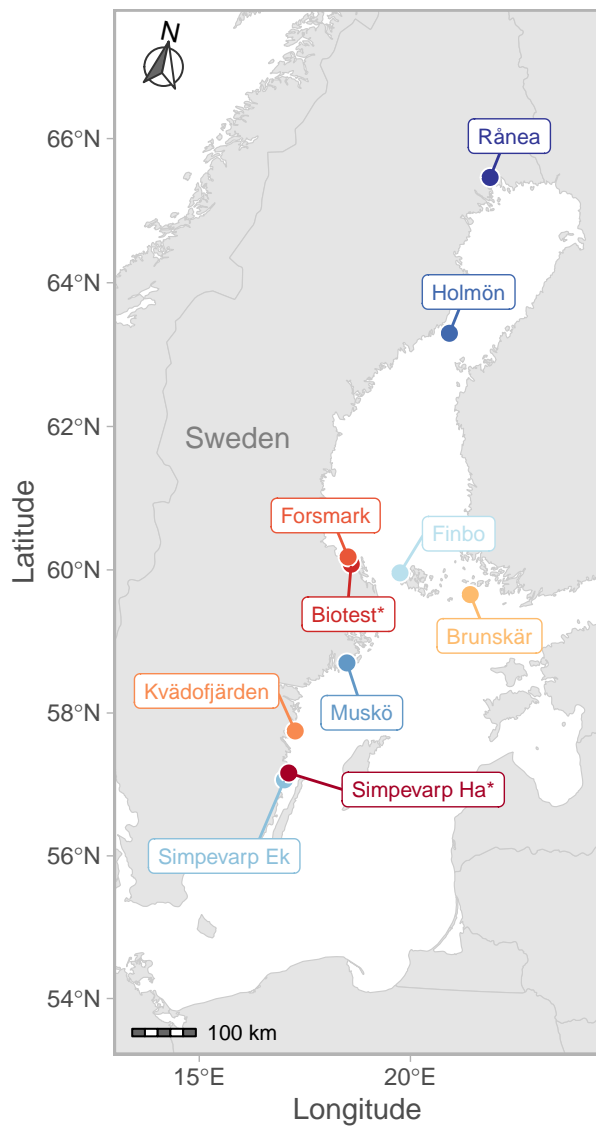 N
66°N
Rånea
64°N
Holmön
62°N
Sweden
Forsmark
Finbo
60°N
Biotest*
Brunskär
Kvädofjärden
Muskö
58°N
Simpevarp Ha*
Simpevarp Ek
56°N
54°N
100 km
15°E
20°E
Longitude
Latitude